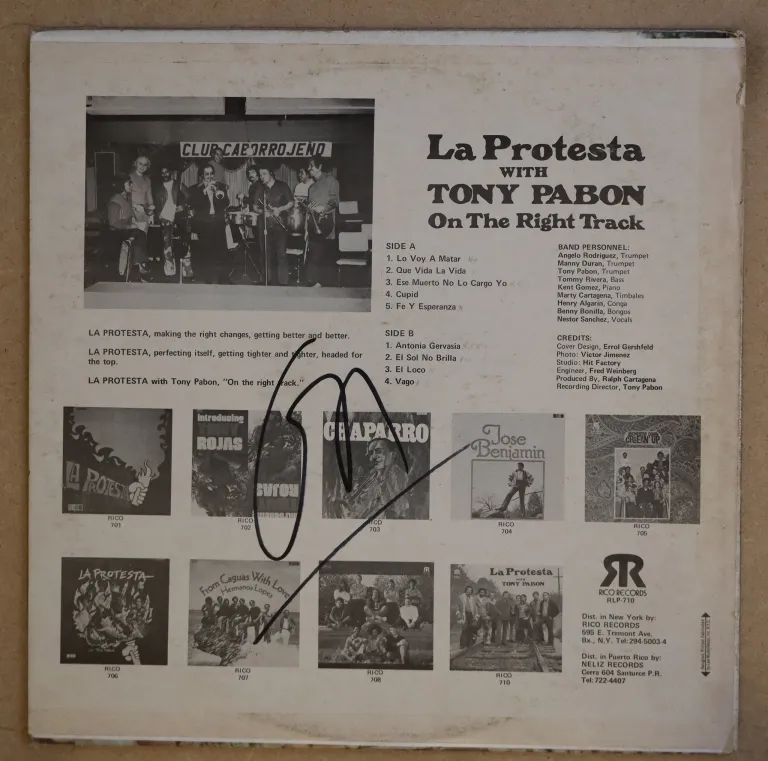 CLUB CABORROJEÑO
La Protesta
WITH
TONY PABON
On The Right Track
SIDE A
1. Lo Voy A Matar
2. Que Vida La Vida
3. Ese Muerto No Lo Cargo Yo
4. Cupid
5. Fe Y Esperanza
SIDE B
1. Antonia Gervasia
2. El Sol No Brilla
3. El Loco
4. Vago
BAND PERSONNEL:
Angelo Rodriguez, Trumpet
Manny Duran, Trumpet
Tony Pabon, Trumpet
Tommy Rivera, Bass
Kent Gomez, Piano
Marty Cartagena, Timbales
Henry Algarin, Conga
Benny Bonilla, Bongos
Nestor Sanchez, Vocals
CREDITS:
Cover Design, Errol Gershfeld
Photo: Victor Jimenez
Studio: Hit Factory
Engineer, Fred Weinberg
Produced By, Ralph Cartagena
Recording Director, Tony Pabon
LA PROTESTA, making the right changes, getting better and better.
LA PROTESTA, perfecting itself, getting tighter and tighter, headed for
the top.
LA PROTESTA with Tony Pabon, "On the right track."
LA PROTESTA
RICO
701
Introducing
ROJAS
RICO
702
CHAPARRO
RICO
703
Jose
Benjamin
RICO
704
RICO
705
LA PROTESTA
RICO
706
From Caguas With Love
Hermanos Lopez
RICO
707
RICO
708
La Protesta
WITH
TONY PABON
RICO
710
RR
RICO RECORDS
RLP-710
Dist. in New York by:
RICO RECORDS
595 E. Tremont Ave.
Bx., N.Y. Tel: 294-5003-4
Dist. in Puerto Rico by:
NELIZ RECORDS
Cerra 604 Santurce P.R.
Tel: 722-4407